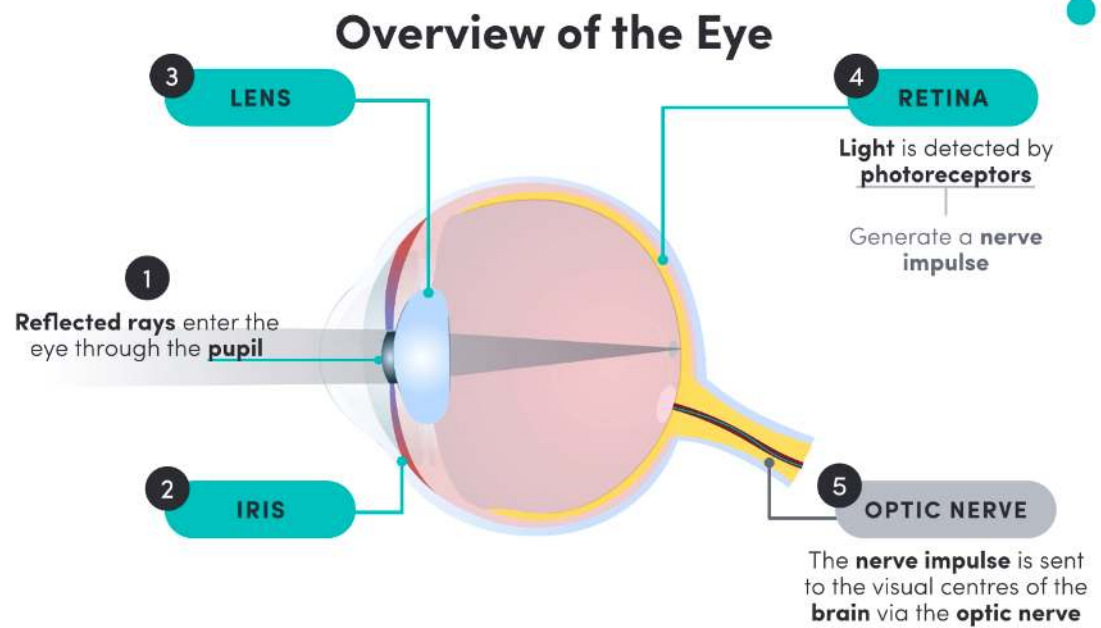 Overview of the Eye
1
Reflected rays enter the
eye through the pupil
2
IRIS
3
LENS
4
RETINA
Light is detected by
photoreceptors
Generate a nerve
impulse
5
OPTIC NERVE
The nerve impulse is sent
to the visual centres of the
brain via the optic nerve